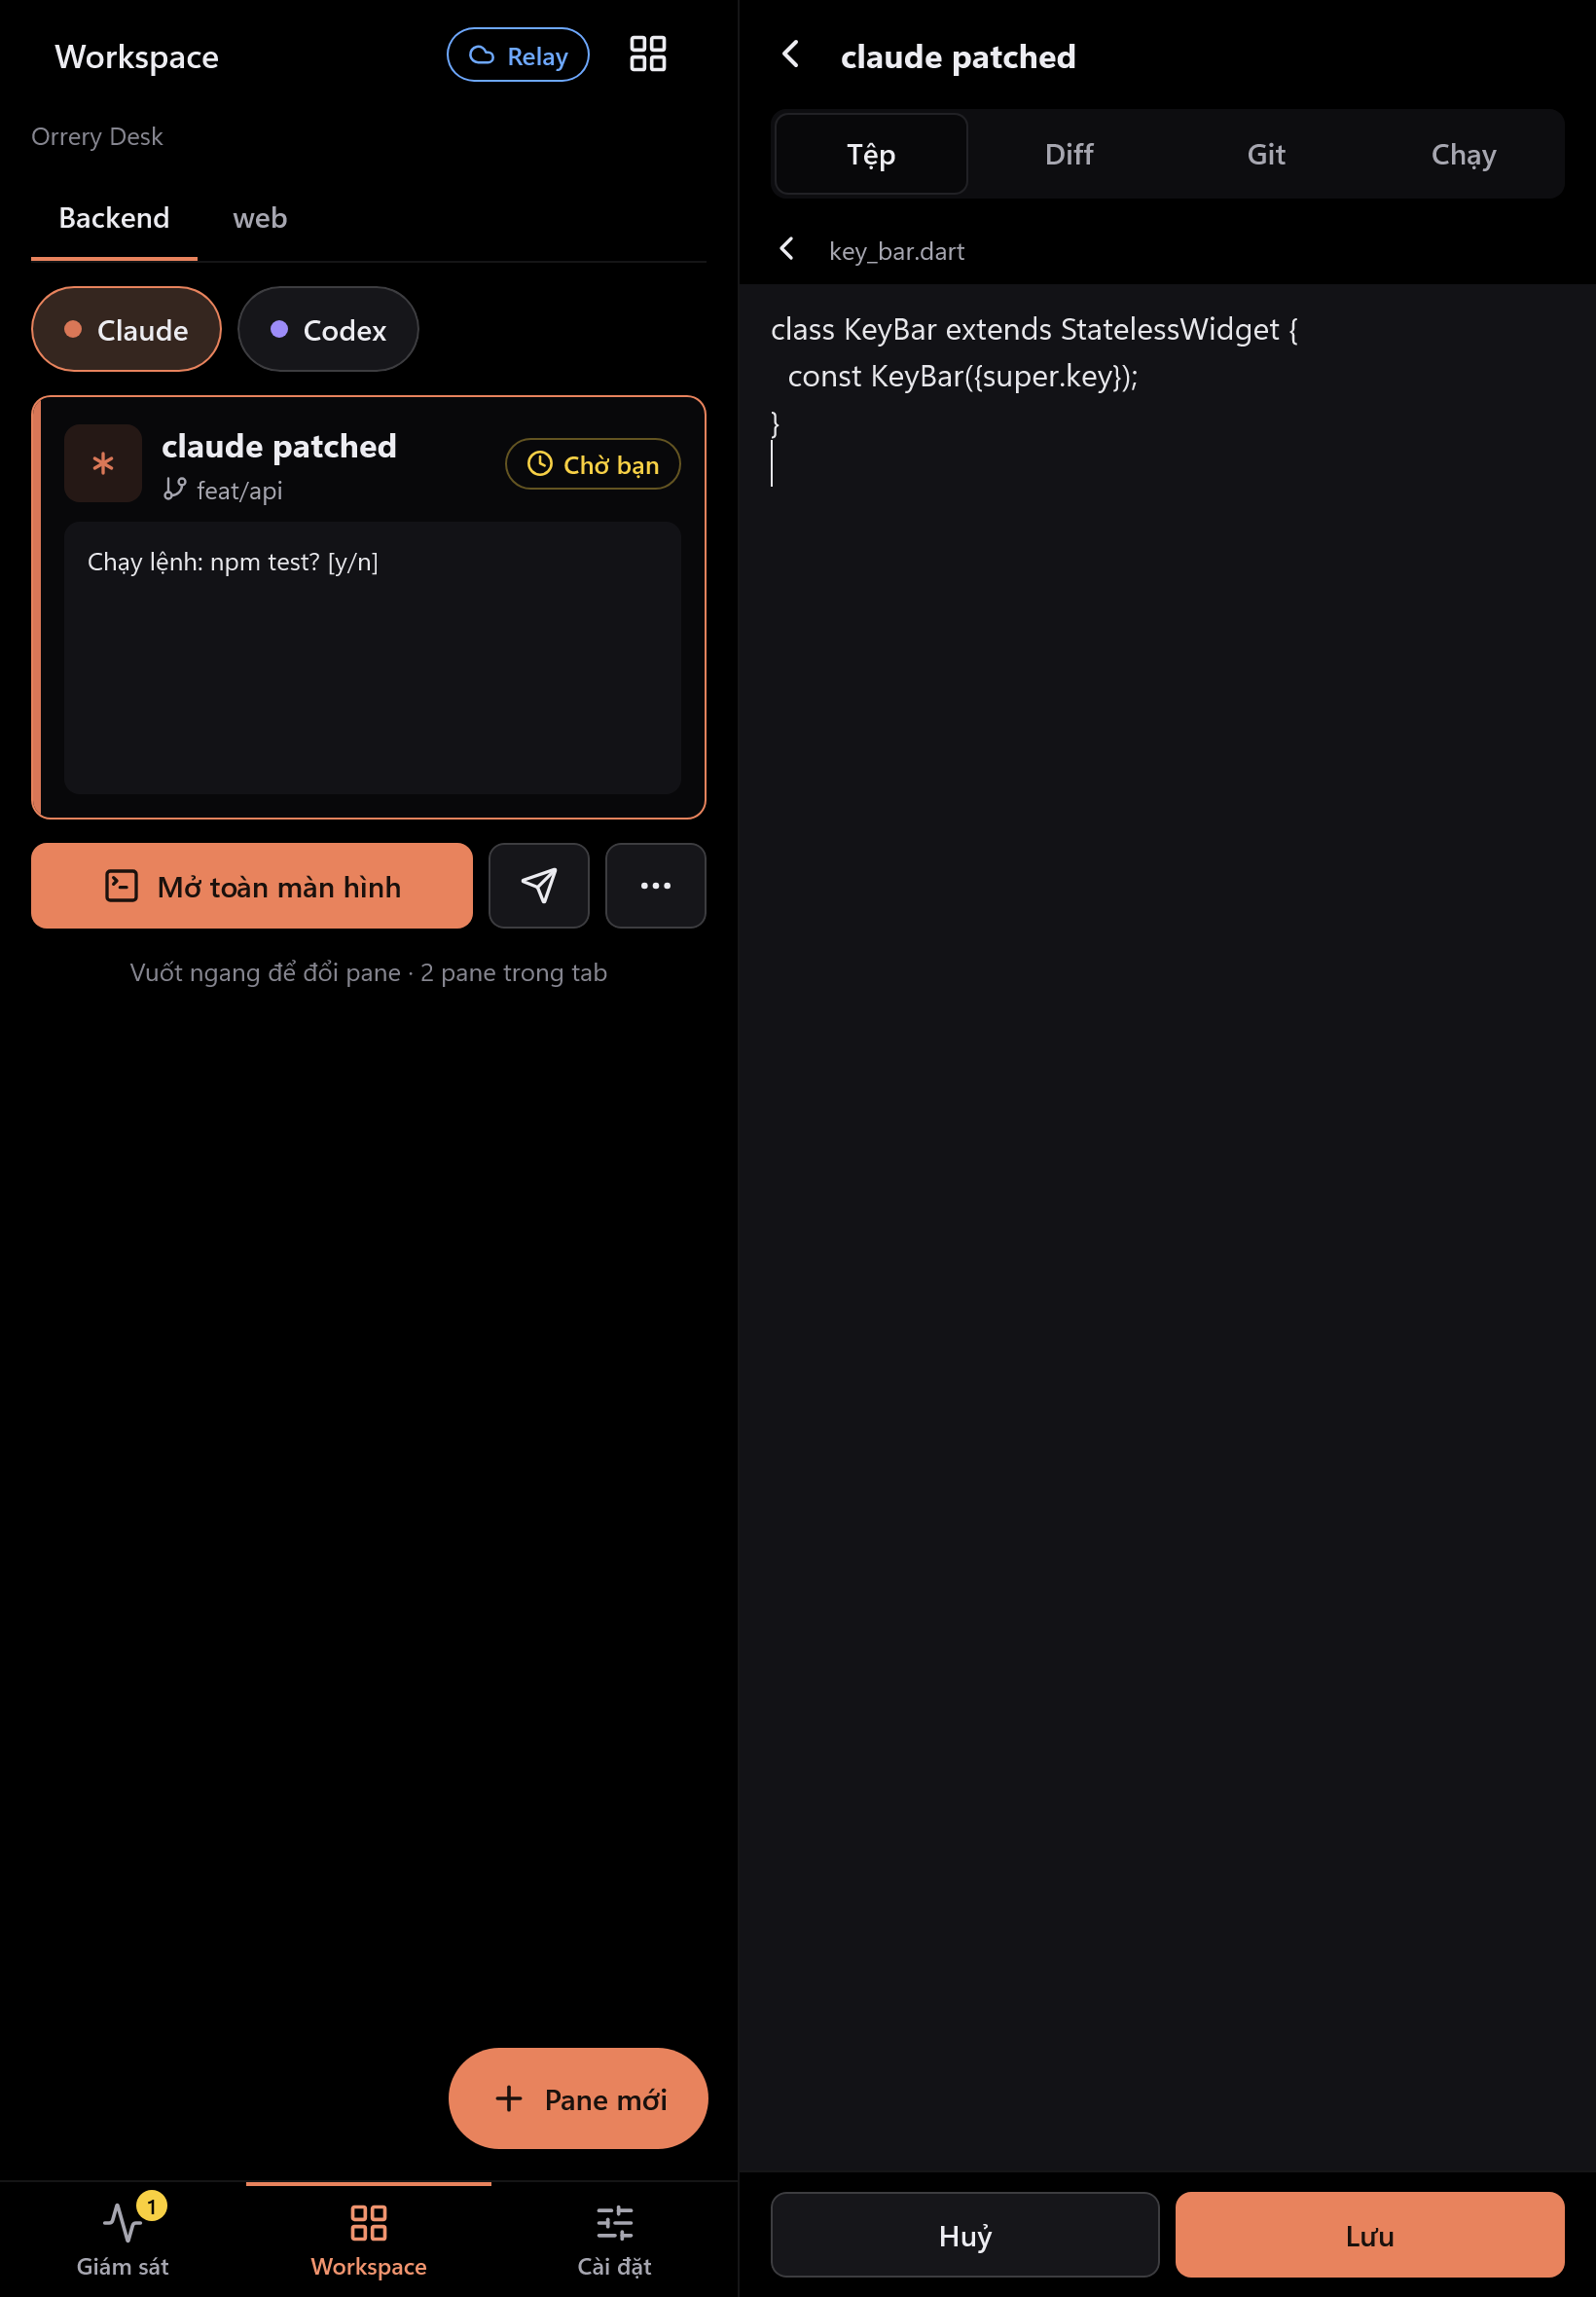 Workspace
Relay
Orrery Desk
Backend
web
Claude
Codex
claude patched
feat/api
Chờ bạn
Chạy lệnh: npm test? [y/n]
Mở toàn màn hình
Vuốt ngang để đổi pane · 2 pane trong tab
Pane mới
1
Giám sát
Workspace
Cài đặt
claude patched
Tệp
Diff
Git
Chạy
key_bar.dart
class KeyBar extends StatelessWidget {
  const KeyBar({super.key});
}
Huỷ
Lưu